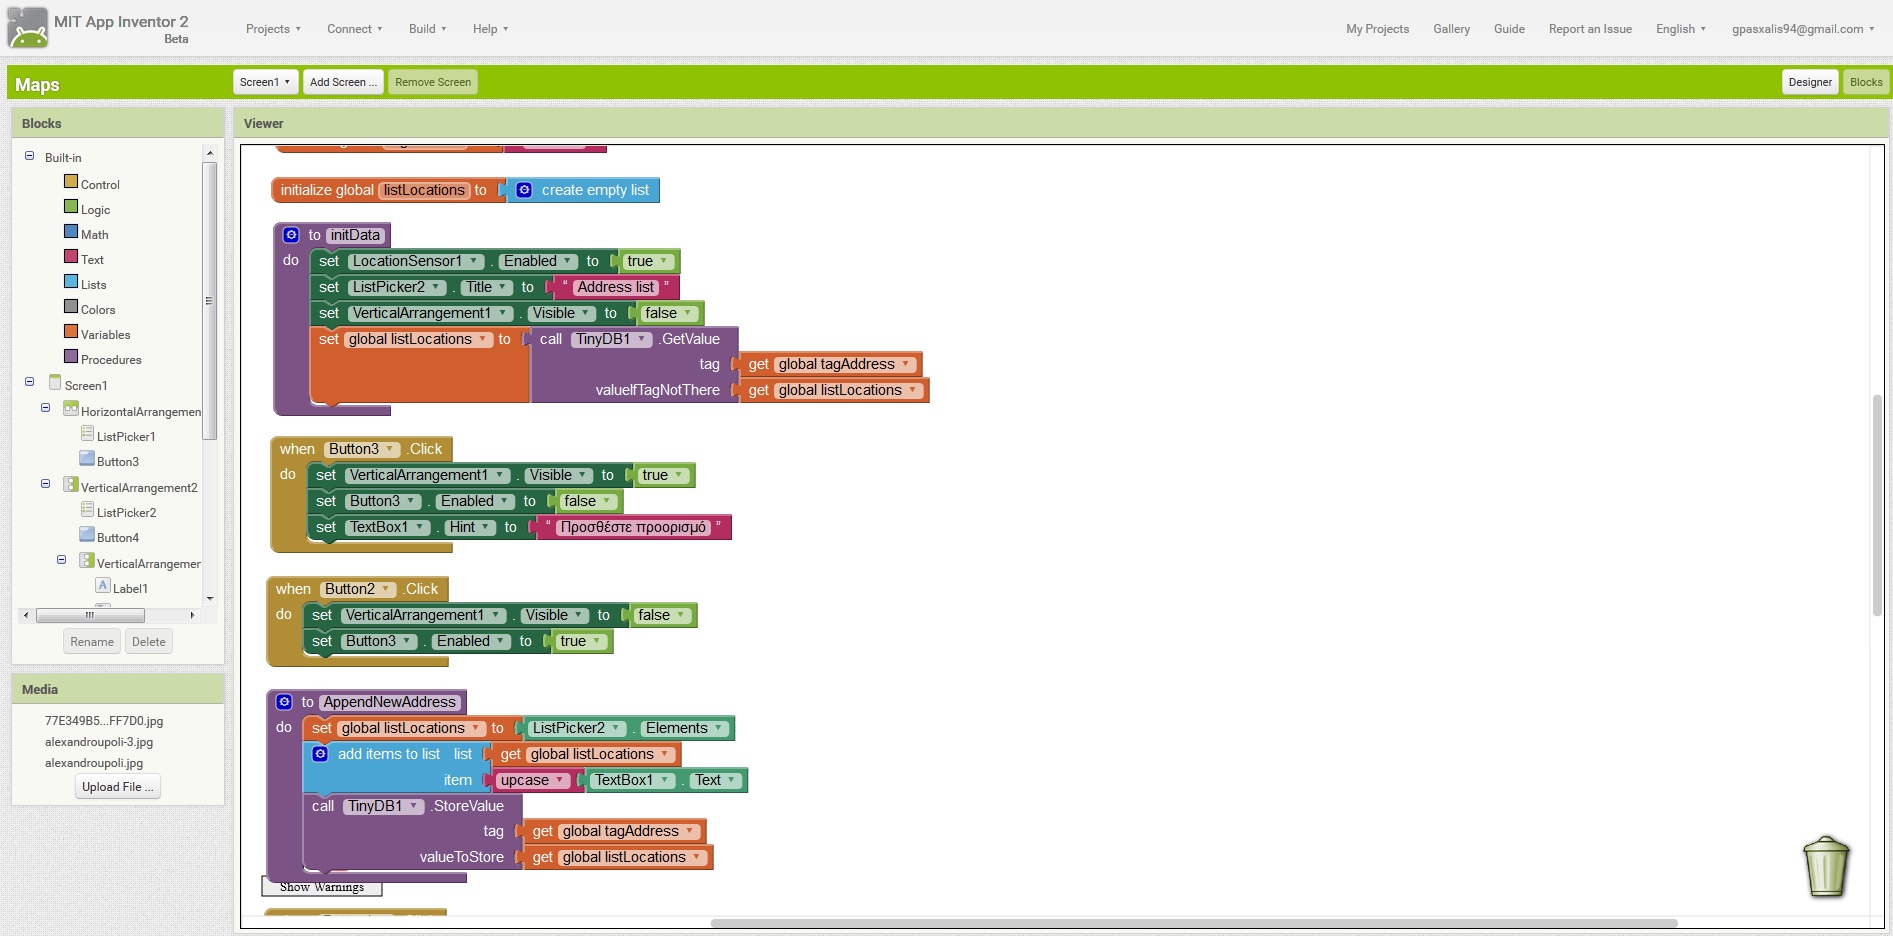 MIT App Inventor 2
Beta
Projects Connect Build Help
My Projects Gallery Guide Report an Issue English gpasxalis94@gmail.com
Maps Screen1 Add Screen ... Remove Screen Designer Blocks
Blocks
Built-in
Control
Logic
Math
Text
Lists
Colors
Variables
Procedures
Screen1
HorizontalArrangemen
ListPicker1
Button3
VerticalArrangement2
ListPicker2
Button4
VerticalArrangemer
Label1
Rename Delete
Media
77E349B5...FF7D0.jpg
alexandroupoli-3.jpg
alexandroupoli.jpg
Upload File ...
Viewer
initialize global listLocations to create empty list
to initData
do set LocationSensor1 . Enabled to true
set ListPicker2 . Title to “ Address list ”
set VerticalArrangement1 . Visible to false
set global listLocations to call TinyDB1 .GetValue
tag get global tagAddress
valueIfTagNotThere get global listLocations
when Button3 .Click
do set VerticalArrangement1 . Visible to true
set Button3 . Enabled to false
set TextBox1 . Hint to “ Προσθέστε προορισμό ”
when Button2 .Click
do set VerticalArrangement1 . Visible to false
set Button3 . Enabled to true
to AppendNewAddress
do set global listLocations to ListPicker2 . Elements
add items to list list get global listLocations
item upcase TextBox1 . Text
call TinyDB1 .StoreValue
tag get global tagAddress
valueToStore get global listLocations
Show Warnings